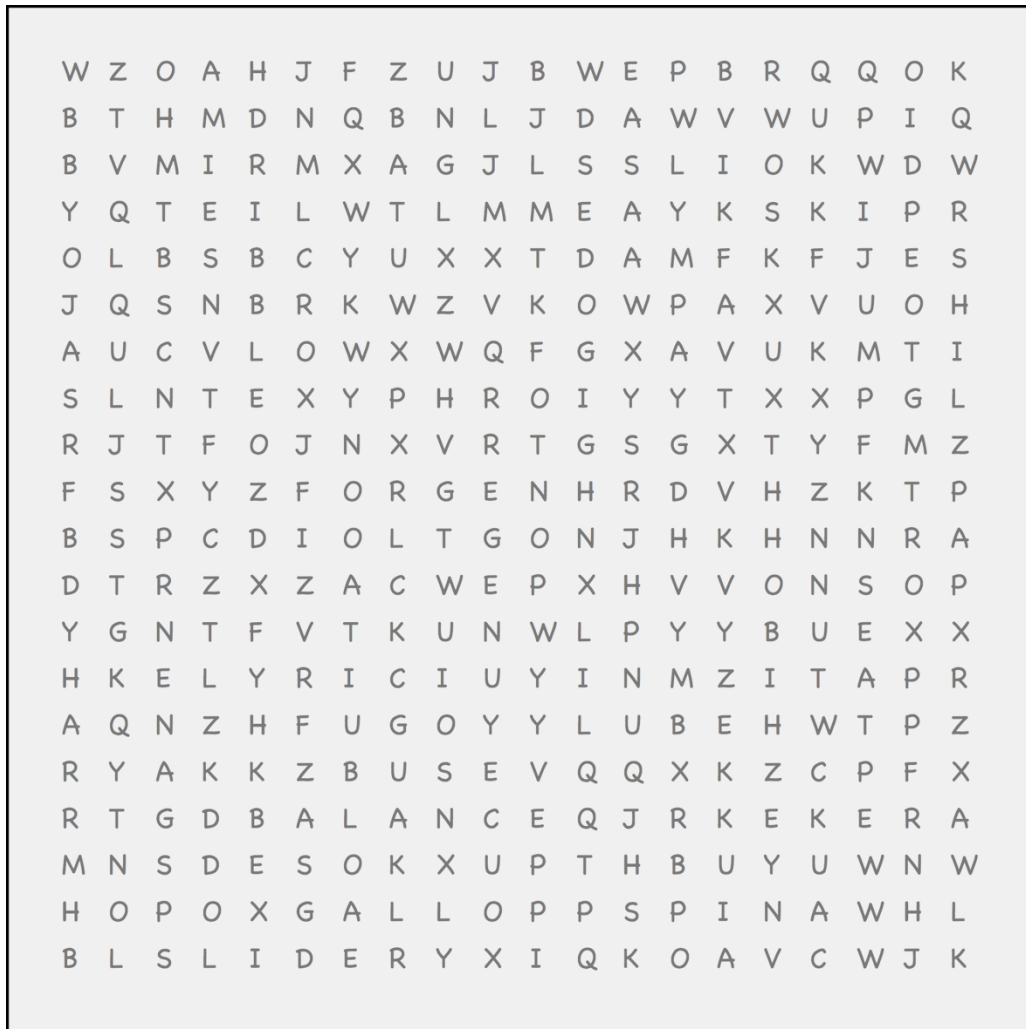 W Z O A H J F Z U J B W E P B R Q Q O K
B T H M D N Q B N L J D A W V W U P I Q
B V M I R M X A G J L S S L I O K W D W
Y Q T E I L W T L M M E A Y K S K I P R
O L B S B C Y U X X T D A M F K F J E S
J Q S N B R K W Z V K O W P A X V U O H
A U C V L O W X W Q F G X A V U K M T I
S L N T E X Y P H R O I Y Y T X X P G L
R J T F O J N X V R T G S G X T Y F M Z
F S X Y Z F O R G E N H R D V H Z K T P
B S P C D I O L T G O N J H K H N N R A
D T R Z X Z A C W E P X H V V O N S O P
Y G N T F V T K U N W L P Y Y B U E X X
H K E L Y R I C I U Y I N M Z I T A P R
A Q N Z H F U G O Y Y L U B E H W T P Z
R Y A K K Z B U S E V Q Q X K Z C P F X
R T G D B A L A N C E Q J R K E K E R A
M N S D E S O K X U P T H B U Y U W N W
H O P O X G A L L O P P S P I N A W H L
B L S L I D E R Y X I Q K O A V C W J K